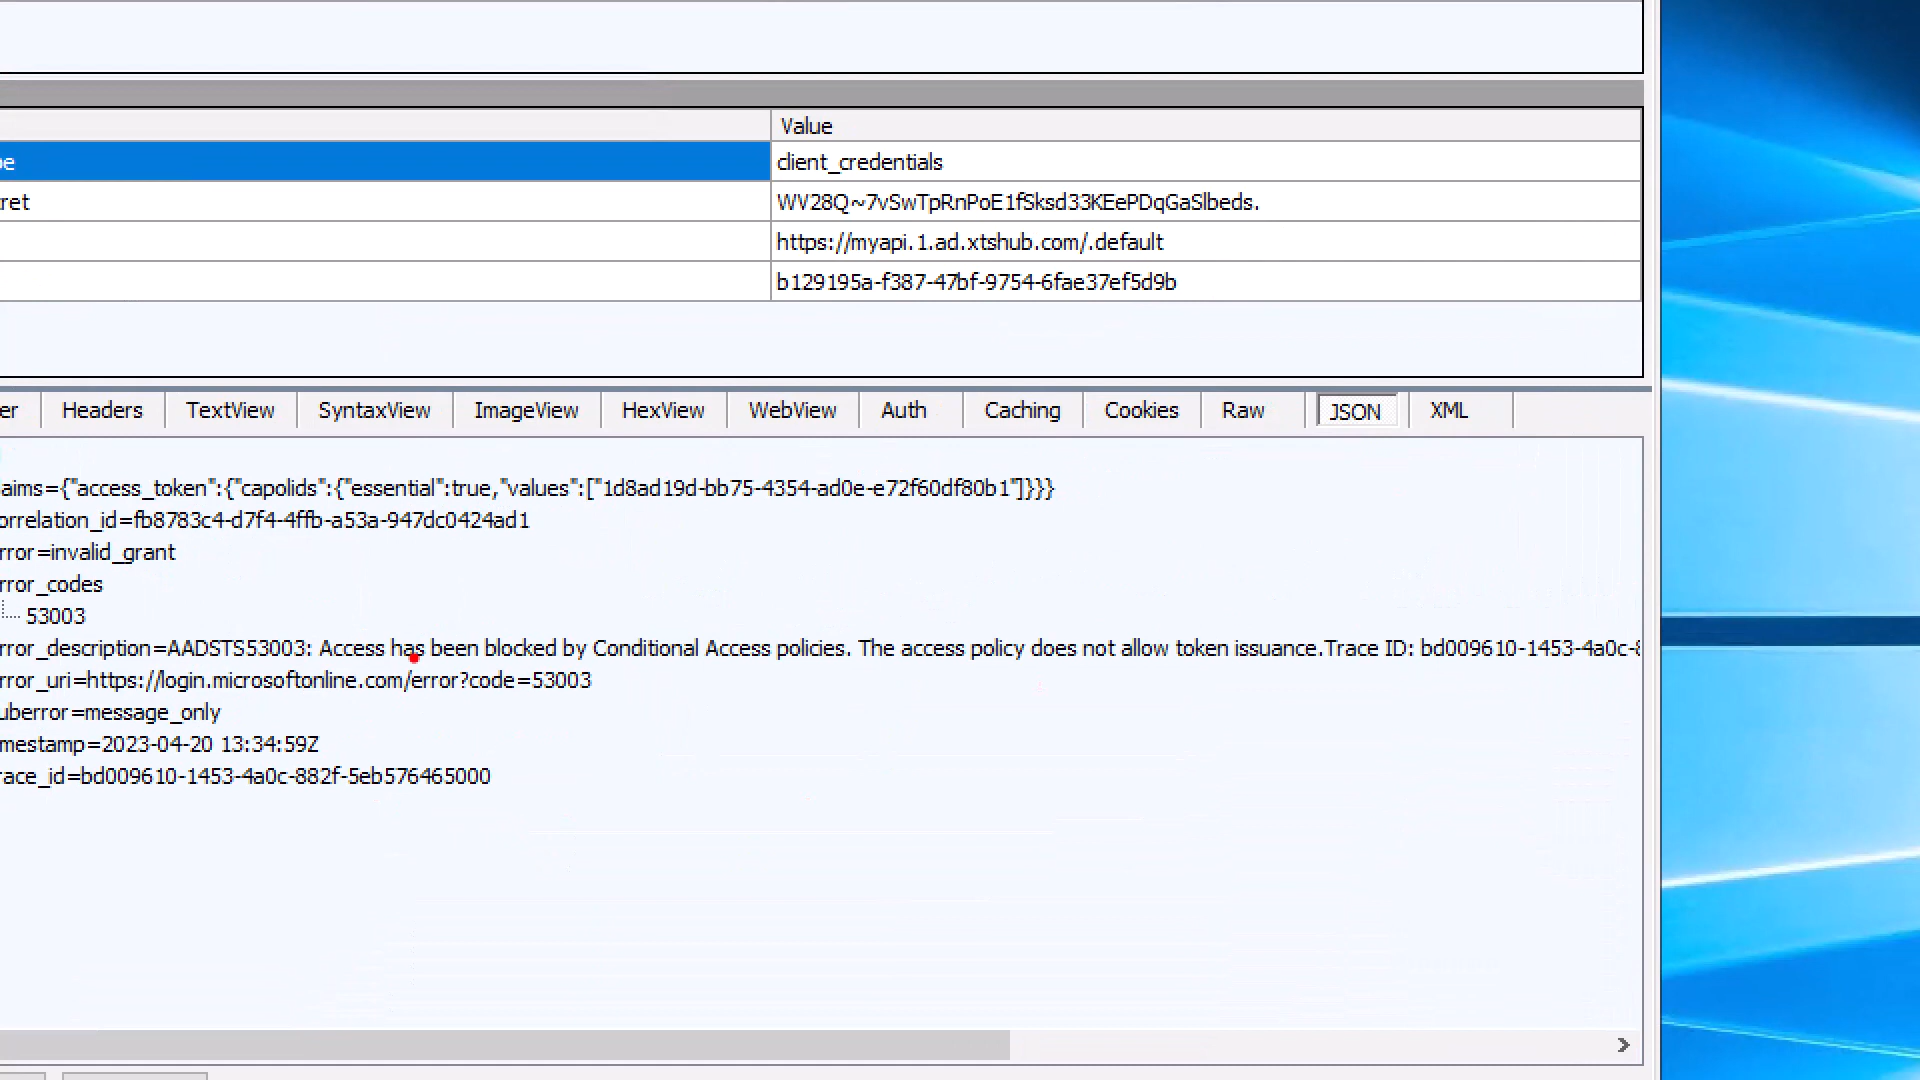 Value
client_credentials
WV28Q~7vSwTpRnPoE1fSksd33KEePDqGaSlbeds.
https://myapi.1.ad.xtshub.com/.default
b129195a-f387-47bf-9754-6fae37ef5d9b
er Headers TextView SyntaxView ImageView HexView WebView Auth Caching Cookies Raw JSON XML
aims={"access_token":{"capolids":{"essential":true,"values":["1d8ad19d-bb75-4354-ad0e-e72f60df80b1"]}}}
orrelation_id=fb8783c4-d7f4-4ffb-a53a-947dc0424ad1
rror=invalid_grant
rror_codes
53003
rror_description=AADSTS53003: Access has been blocked by Conditional Access policies. The access policy does not allow token issuance.Trace ID: bd009610-1453-4a0c-8
rror_uri=https://login.microsoftonline.com/error?code=53003
uberror=message_only
mestamp=2023-04-20 13:34:59Z
race_id=bd009610-1453-4a0c-882f-5eb576465000